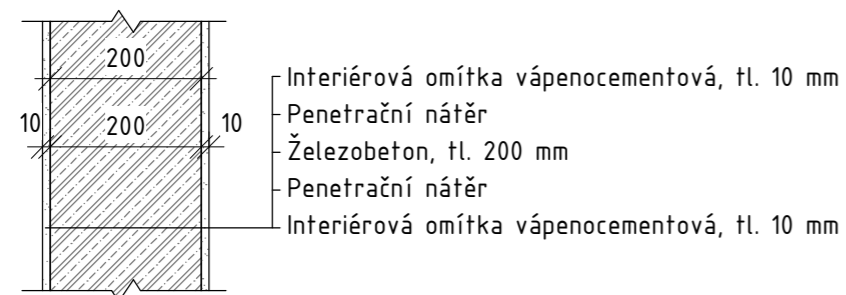 200
10 200 10
Interiérová omítka vápenocementová, tl. 10 mm
Penetrační nátěr
Železobeton, tl. 200 mm
Penetrační nátěr
Interiérová omítka vápenocementová, tl. 10 mm